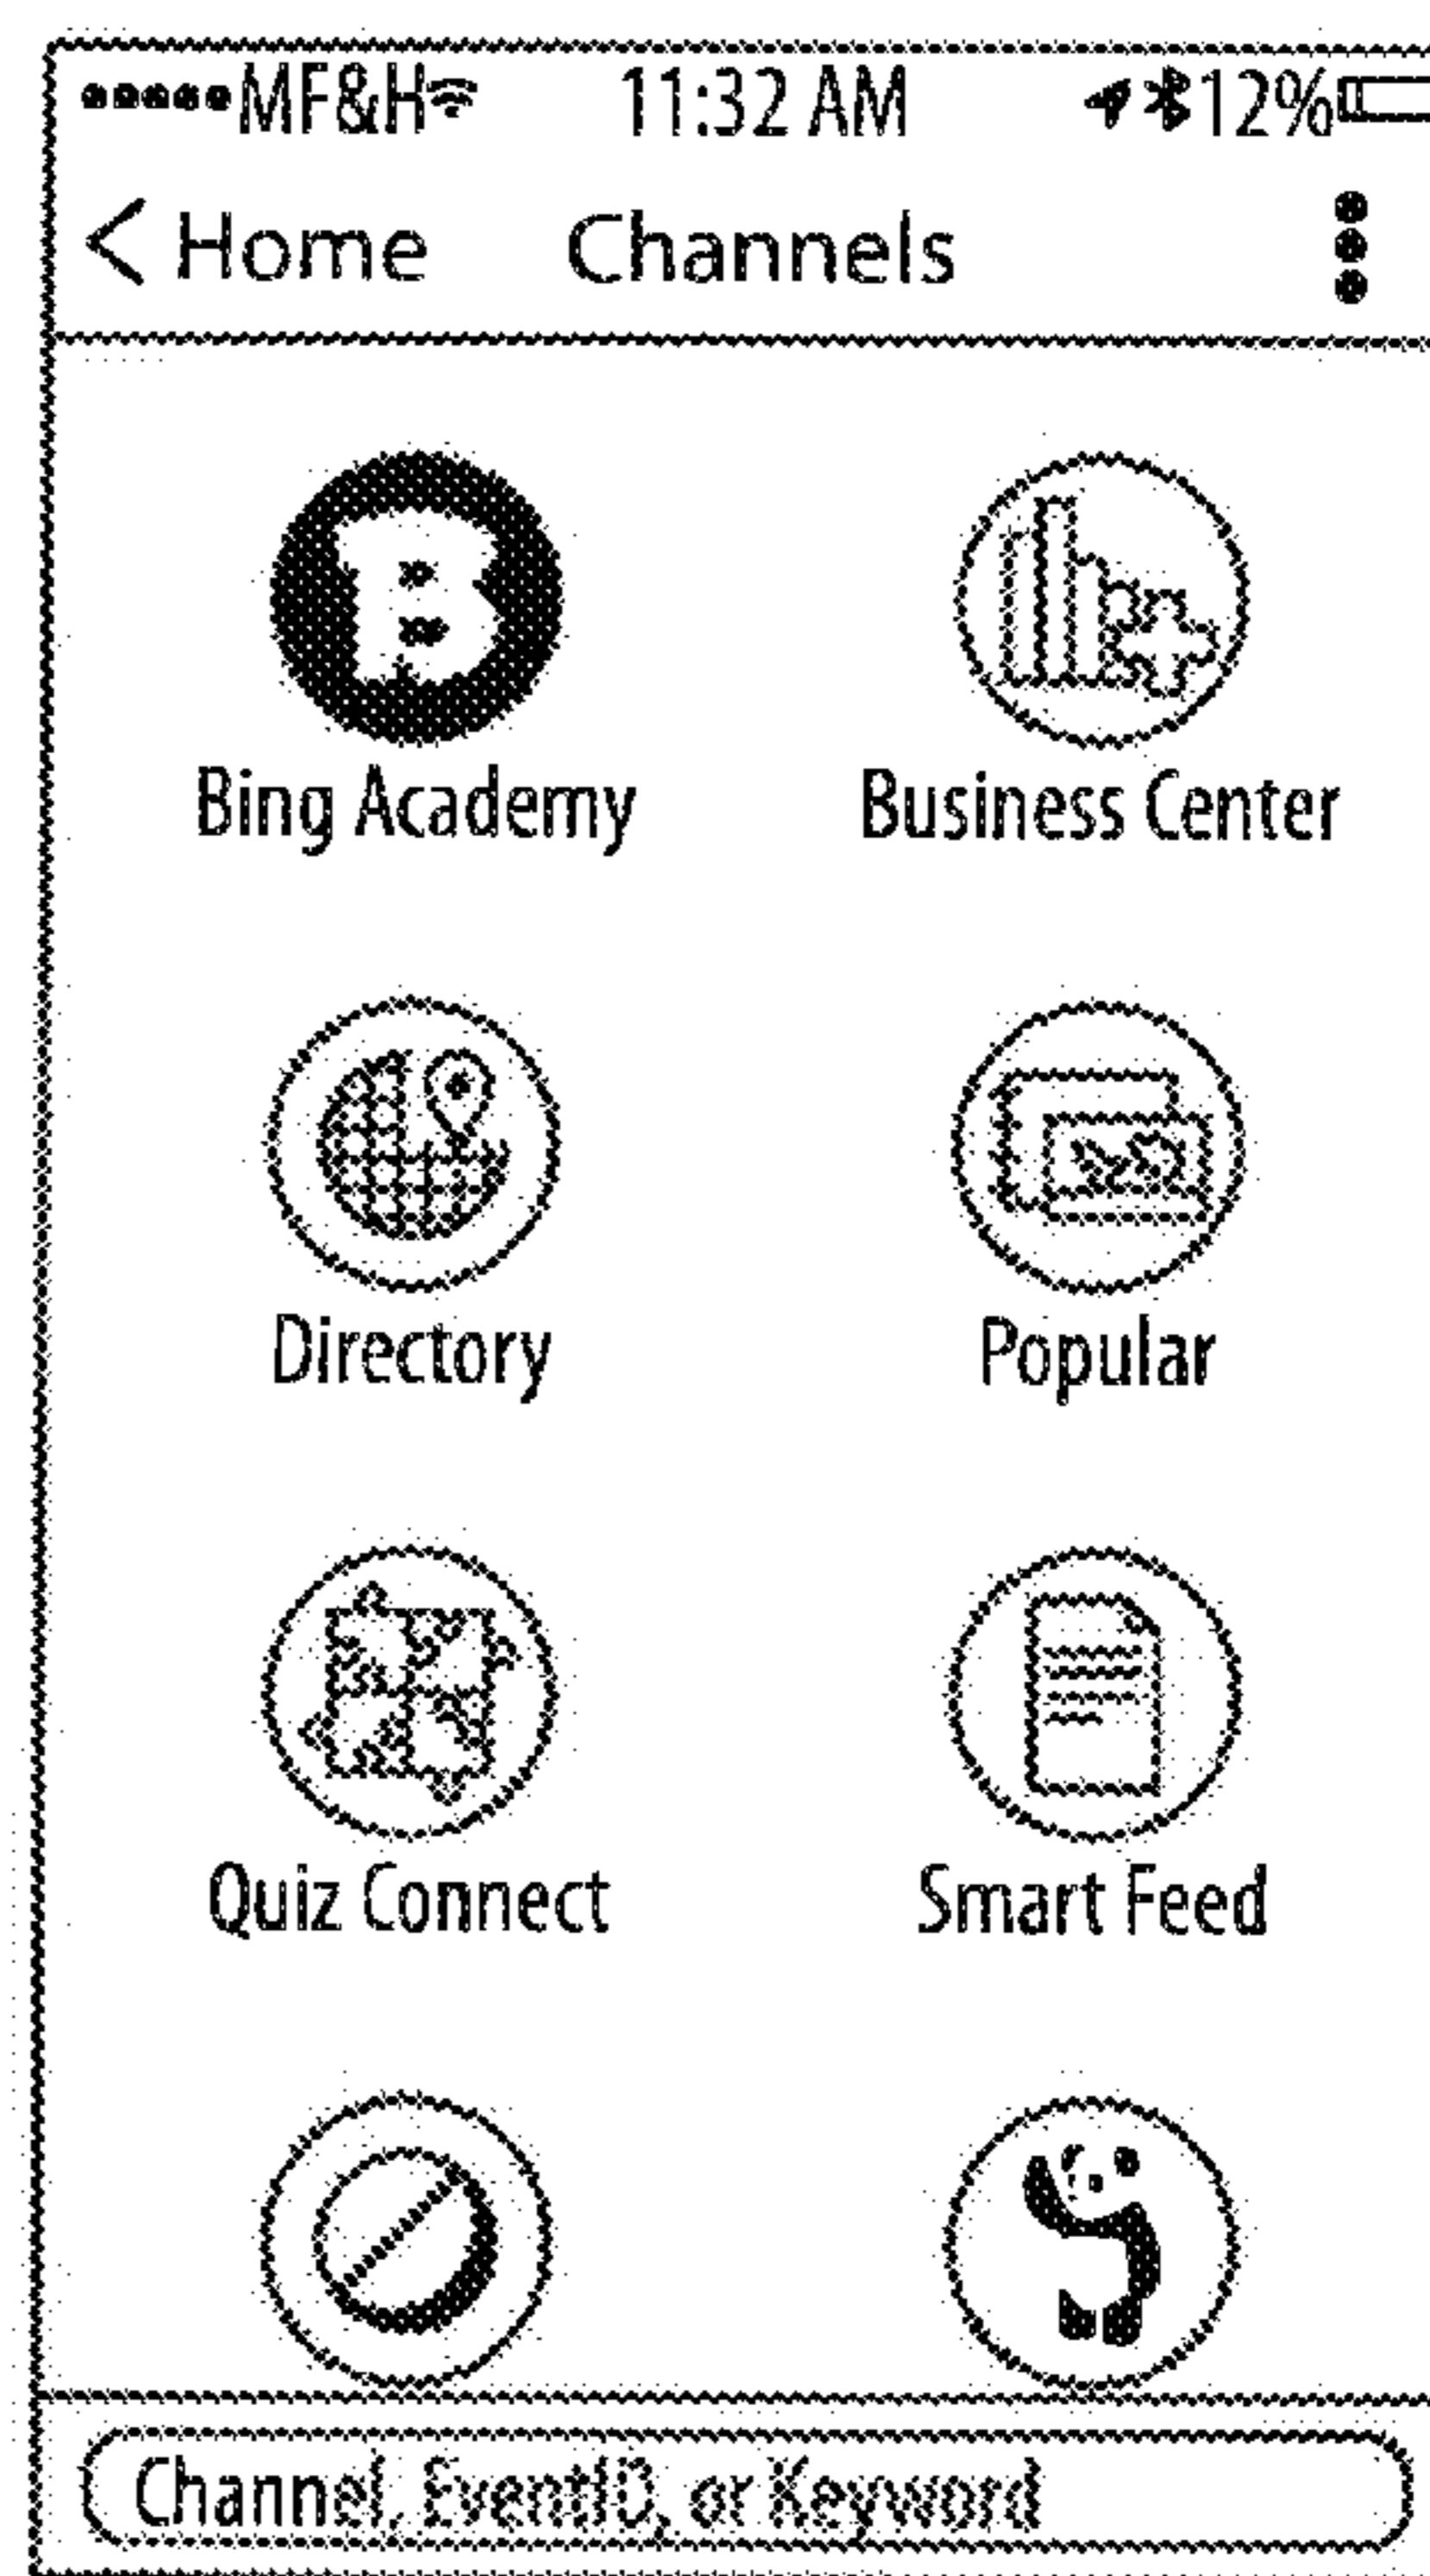 MF&H 11:32 AM 12%
< Home Channels
B
Bing Academy Business Center
Directory Popular
Quiz Connect Smart Feed
Channel, EventID, or Keyword